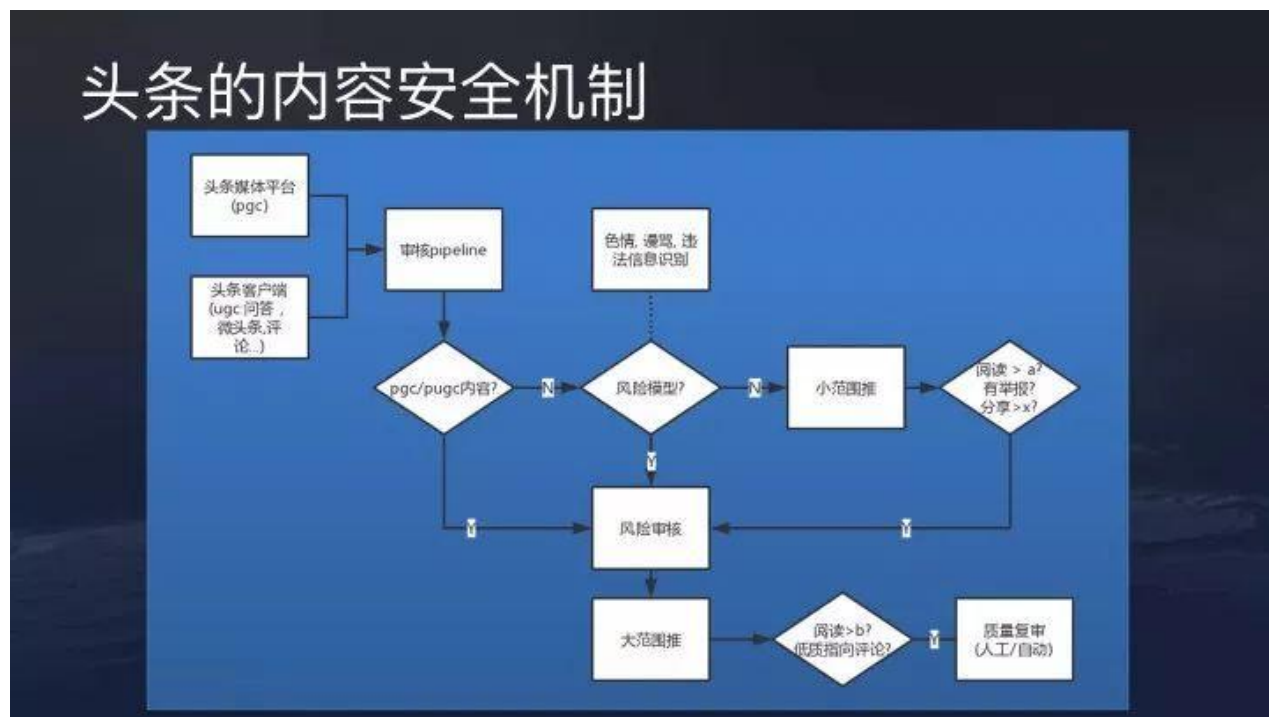 头条的内容安全机制
头条媒体平台
(pgc)
头条客户端
(ugc 问答，
微头条,评
论...)
审核pipeline
色情, 谩骂, 违
法信息识别
pgc/pugc内容?
N
风险模型?
N
小范围推
阅读 > a?
有举报?
分享>x?
Y
Y
风险审核
Y
大范围推
阅读>b?
低质指向评论?
Y
质量复审
(人工/自动)